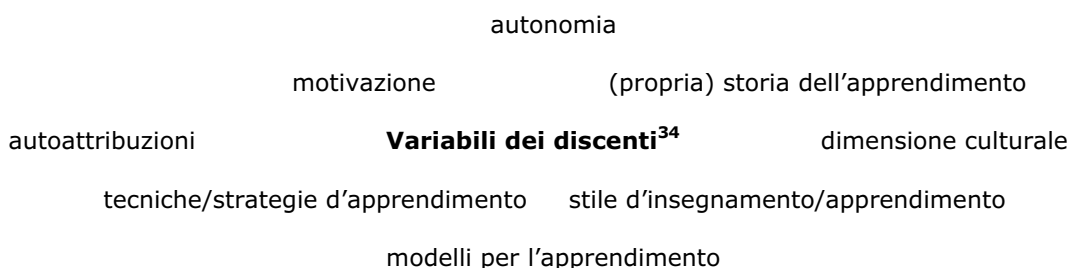 autonomia
motivazione (propria) storia dell’apprendimento
autoattribuzioni Variabili dei discenti34 dimensione culturale
tecniche/strategie d’apprendimento stile d’insegnamento/apprendimento
modelli per l’apprendimento